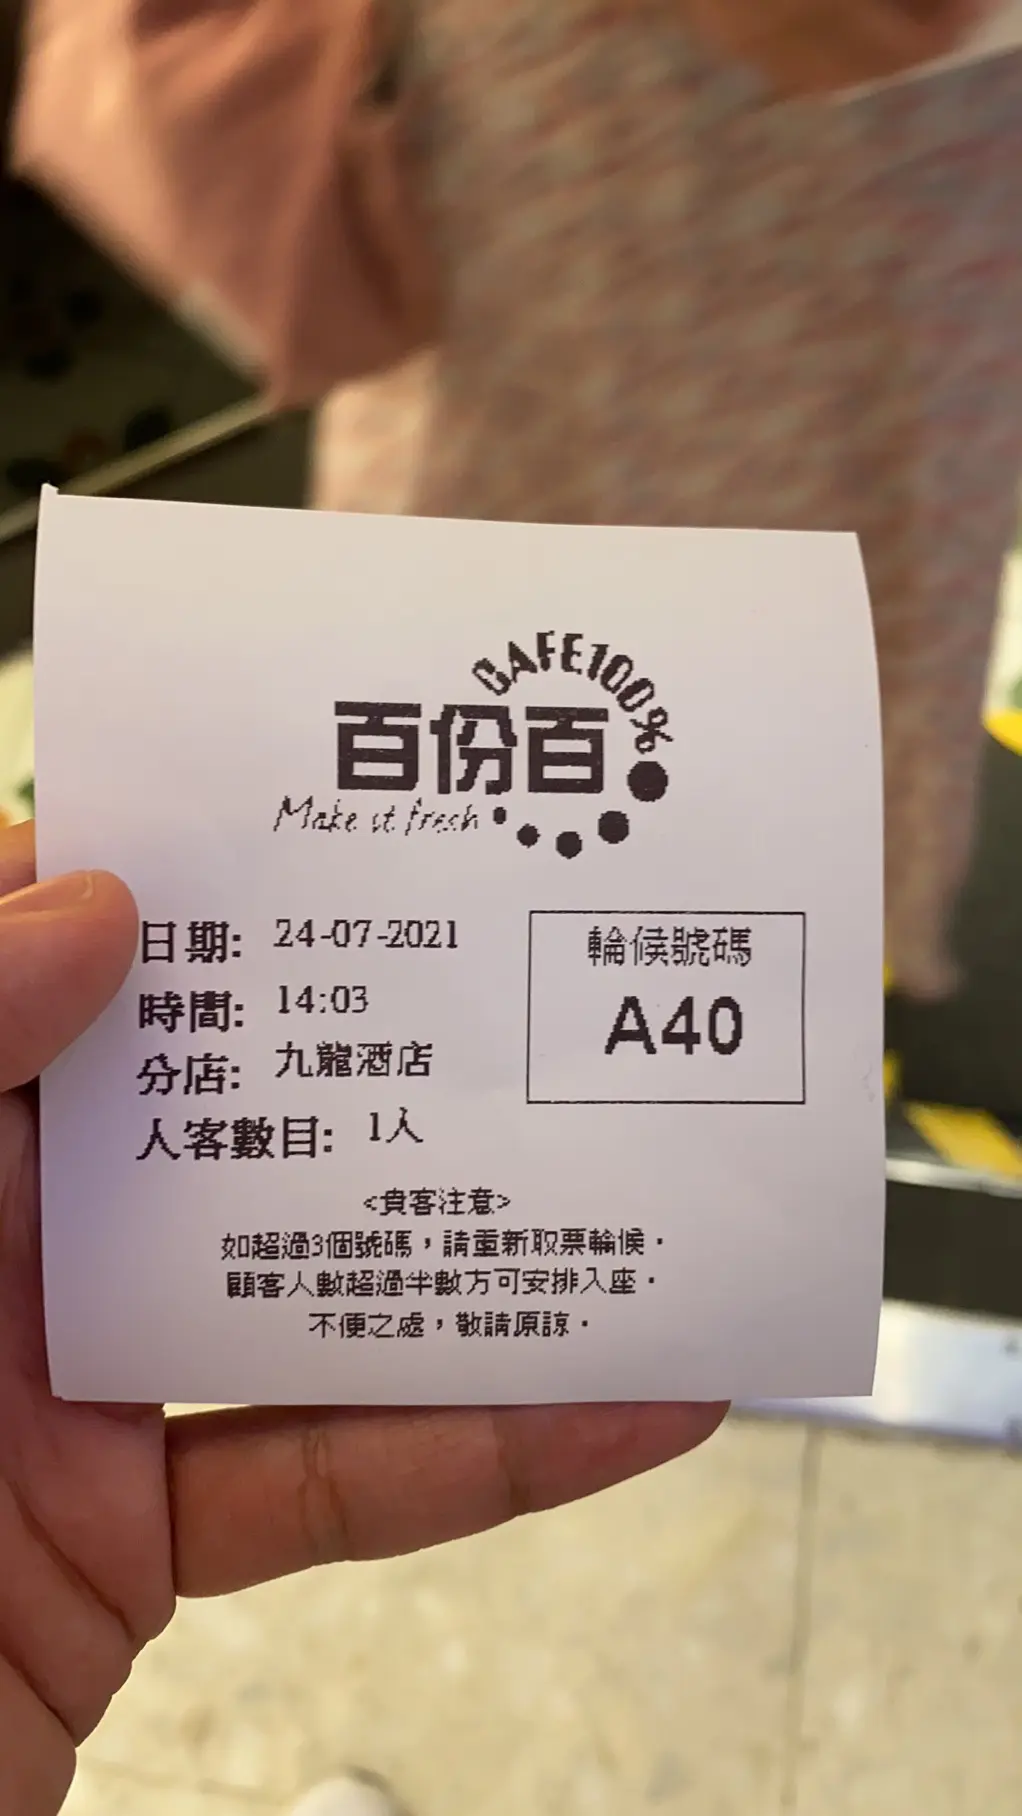 CAFE100%
百份百
Make it fresh
日期: 24-07-2021
時間: 14:03
分店: 九龍酒店
人客數目: 1人
輪候號碼
A40
<貴客注意>
如超過3個號碼，請重新取票輪候。
顧客人數超過半數方可安排入座。
不便之處，敬請原諒。